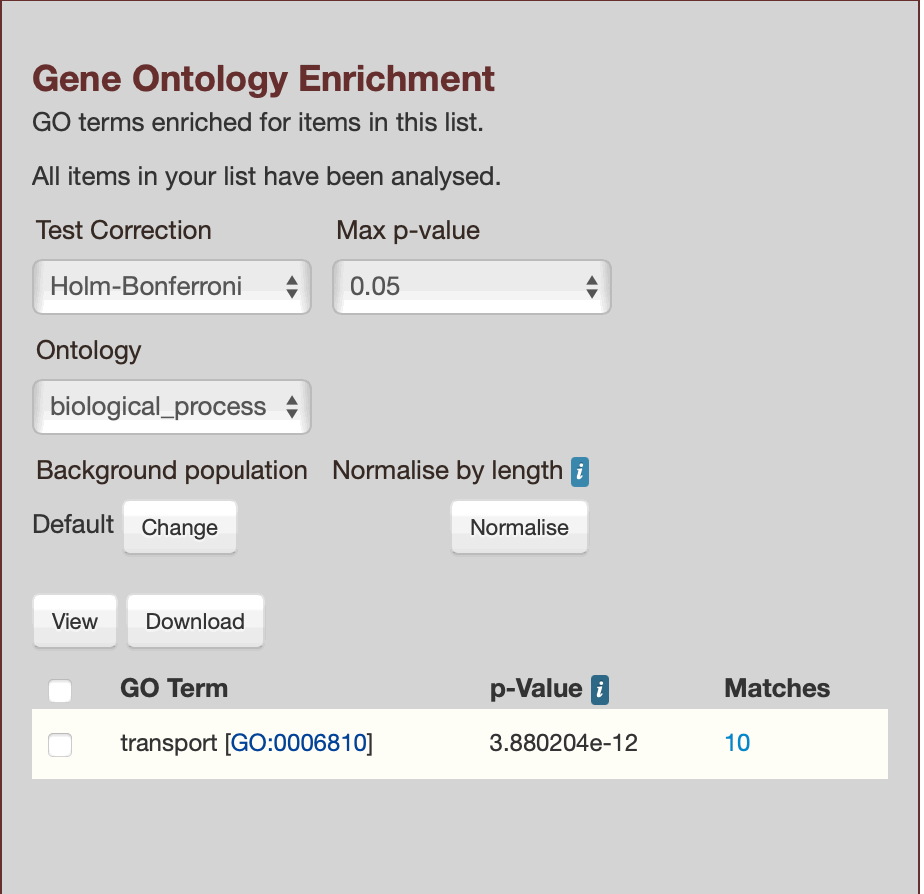 Gene Ontology Enrichment
GO terms enriched for items in this list.
All items in your list have been analysed.
Test Correction Max p-value
Holm-Bonferroni 0.05
Ontology
biological_process
Background population Normalise by length i
Default Change Normalise
View Download
GO Term p-Value i Matches
transport [GO:0006810] 3.880204e-12 10